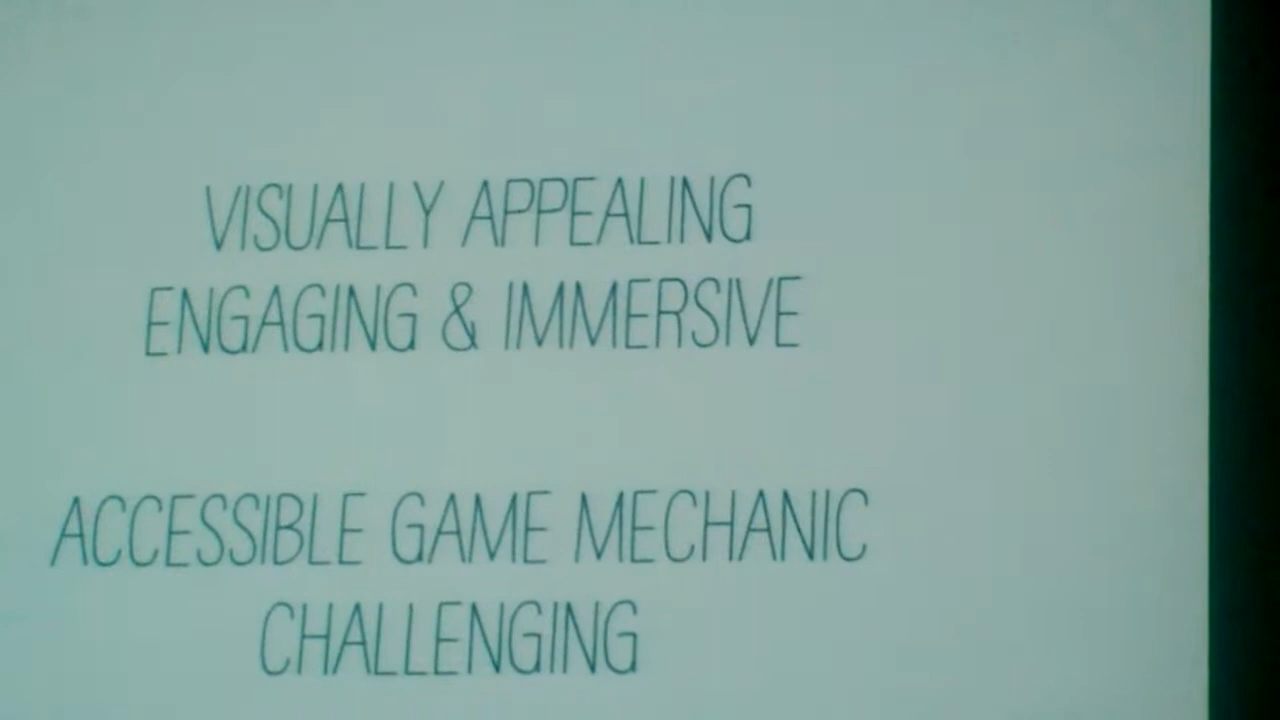 VISUALLY APPEALING
ENGAGING & IMMERSIVE
ACCESSIBLE GAME MECHANIC
CHALLENGING